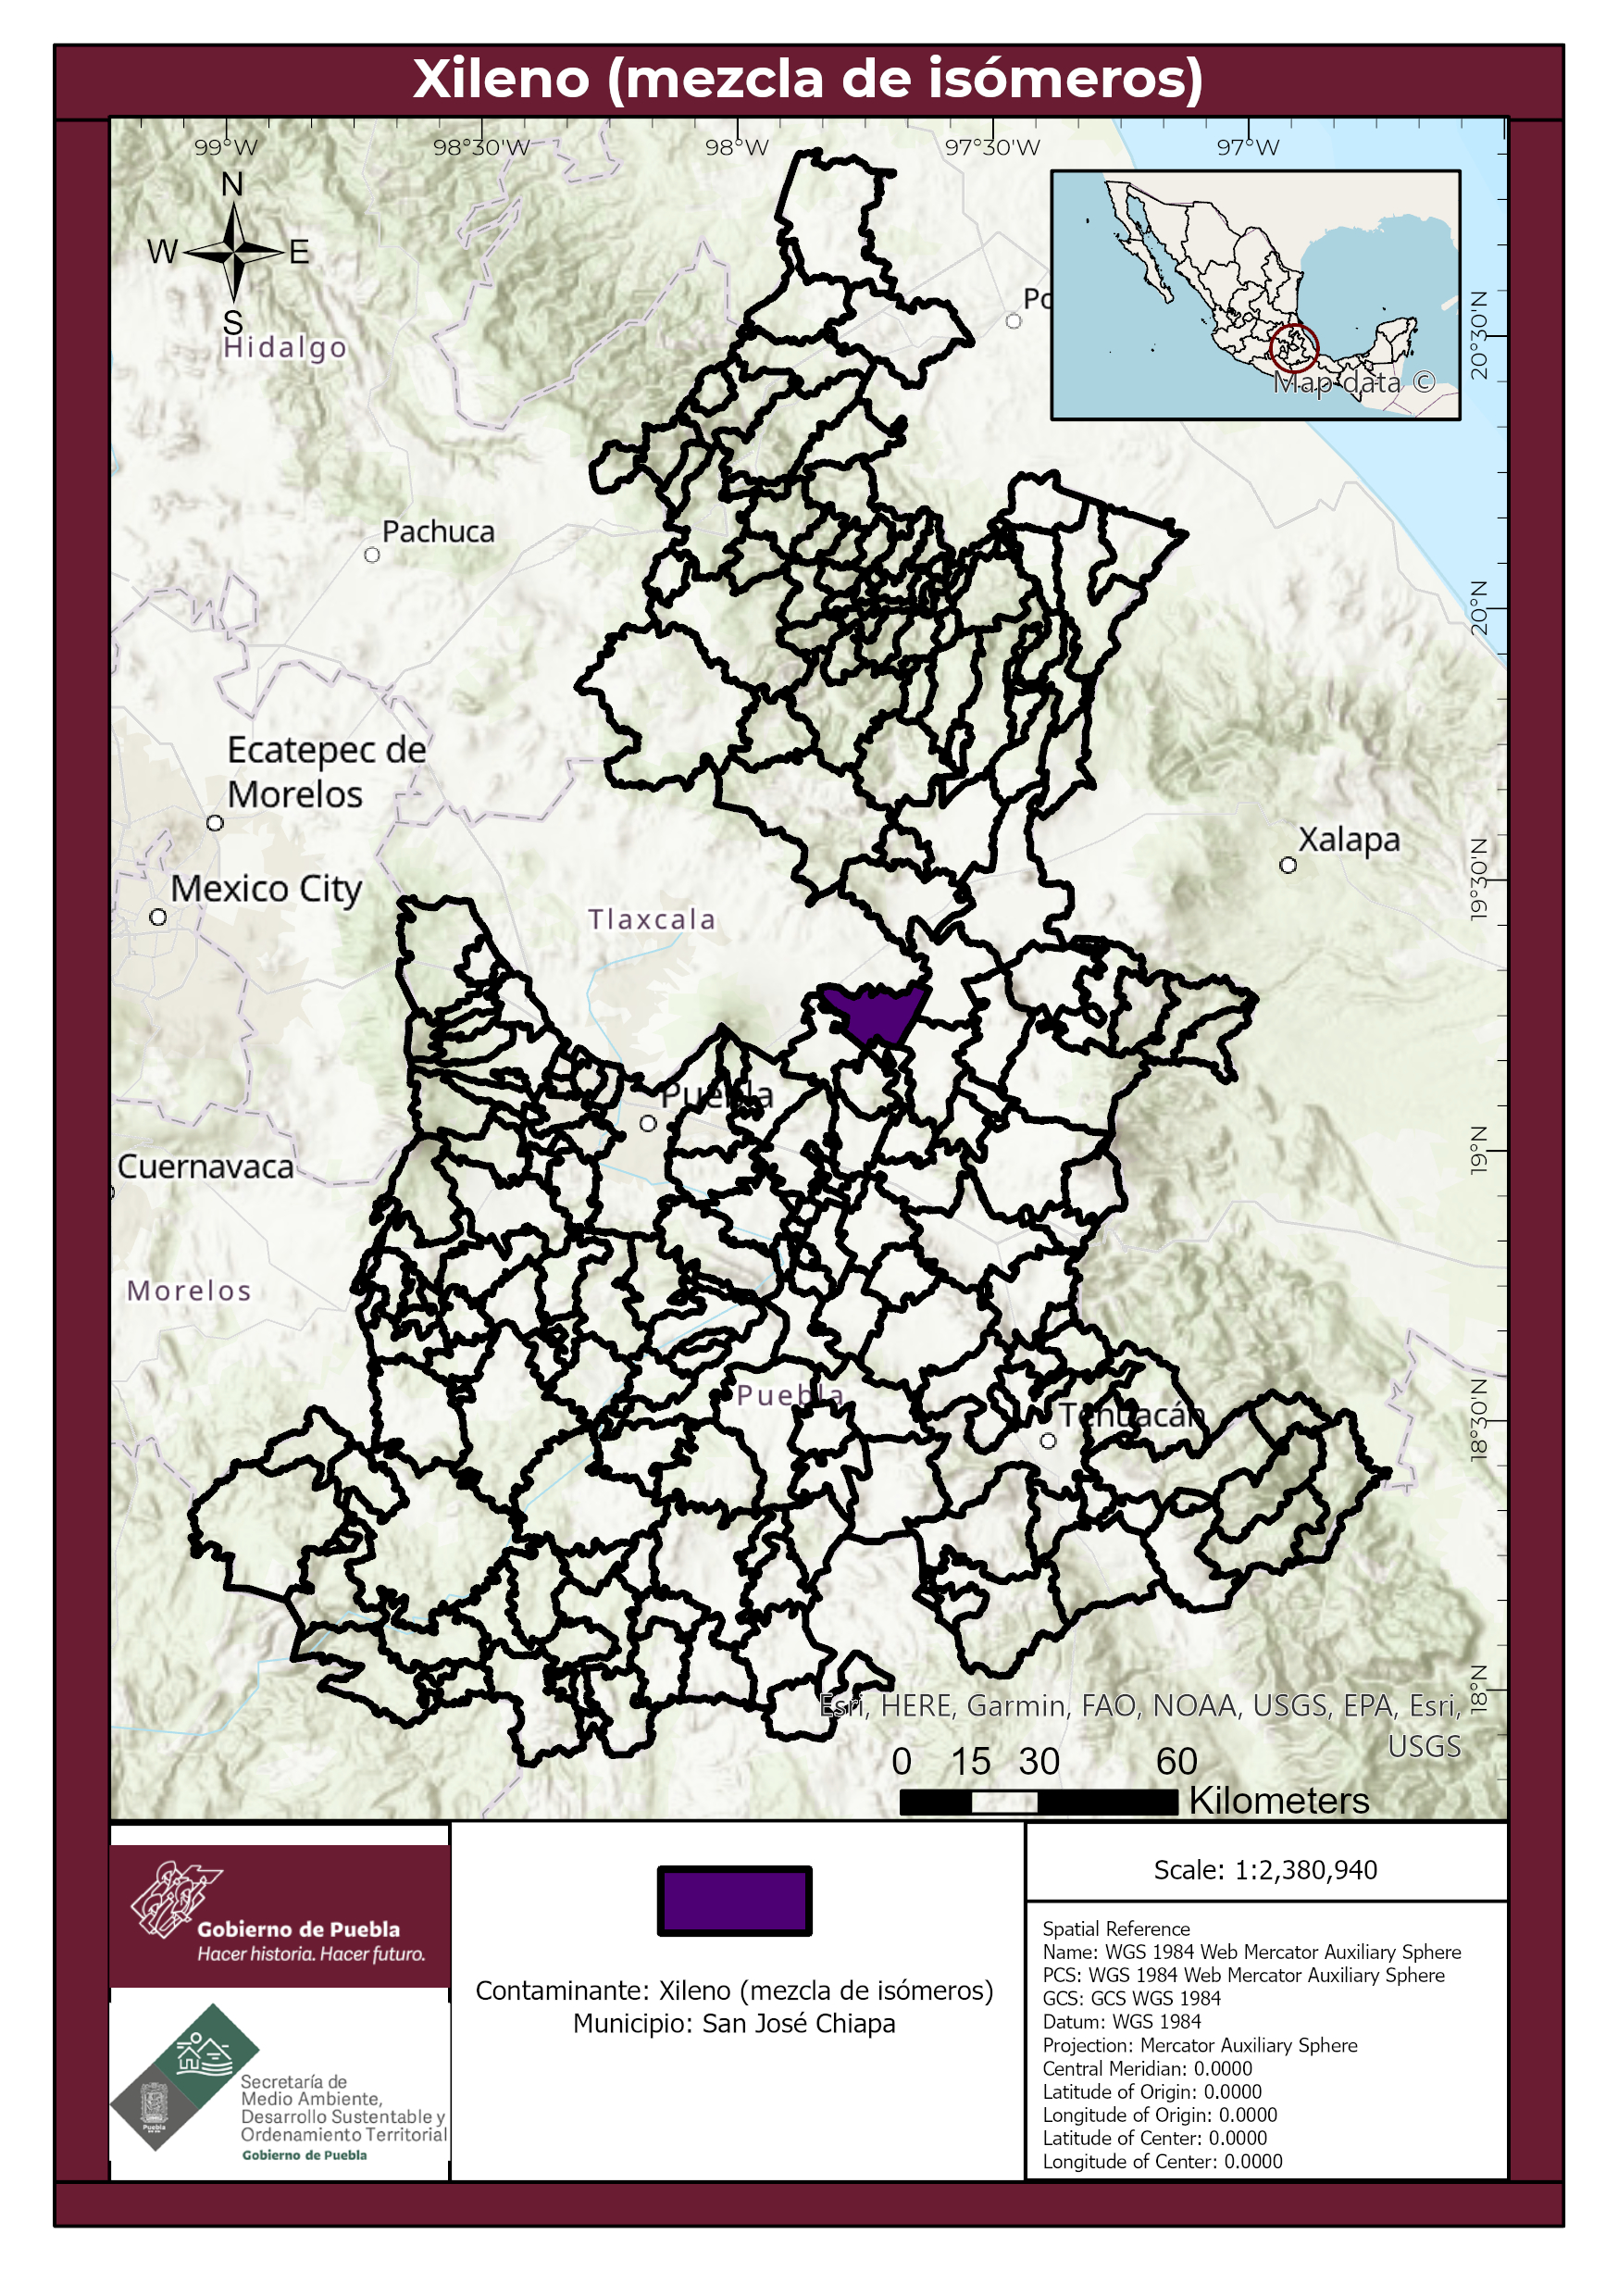 Xileno (mezcla de isómeros)
99°W
98°30'W
98°W
97°30'W
97°W
N
W
E
S
Hidalgo
Po
Map data ©
20°30'N
Pachuca
20°N
Ecatepec de
Morelos
Xalapa
Mexico City
19°30'N
Tlaxcala
Puebla
Cuernavaca
19°N
Morelos
Puebla
Tehuacán
18°30'N
18°N
Esri, HERE, Garmin, FAO, NOAA, USGS, EPA, Esri,
USGS
0 15 30 60
Kilometers
Gobierno de Puebla
Hacer historia. Hacer futuro.
Secretaría de
Medio Ambiente,
Desarrollo Sustentable y
Ordenamiento Territorial
Gobierno de Puebla
Puebla
Contaminante: Xileno (mezcla de isómeros)
Municipio: San José Chiapa
Scale: 1:2,380,940
Spatial Reference
Name: WGS 1984 Web Mercator Auxiliary Sphere
PCS: WGS 1984 Web Mercator Auxiliary Sphere
GCS: GCS WGS 1984
Datum: WGS 1984
Projection: Mercator Auxiliary Sphere
Central Meridian: 0.0000
Latitude of Origin: 0.0000
Longitude of Origin: 0.0000
Latitude of Center: 0.0000
Longitude of Center: 0.0000